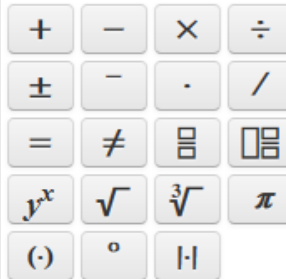 + − × ÷
± ‾ · /
= ≠ □/□ □□/□
yˣ √ ∛ π
(·) ° |·|